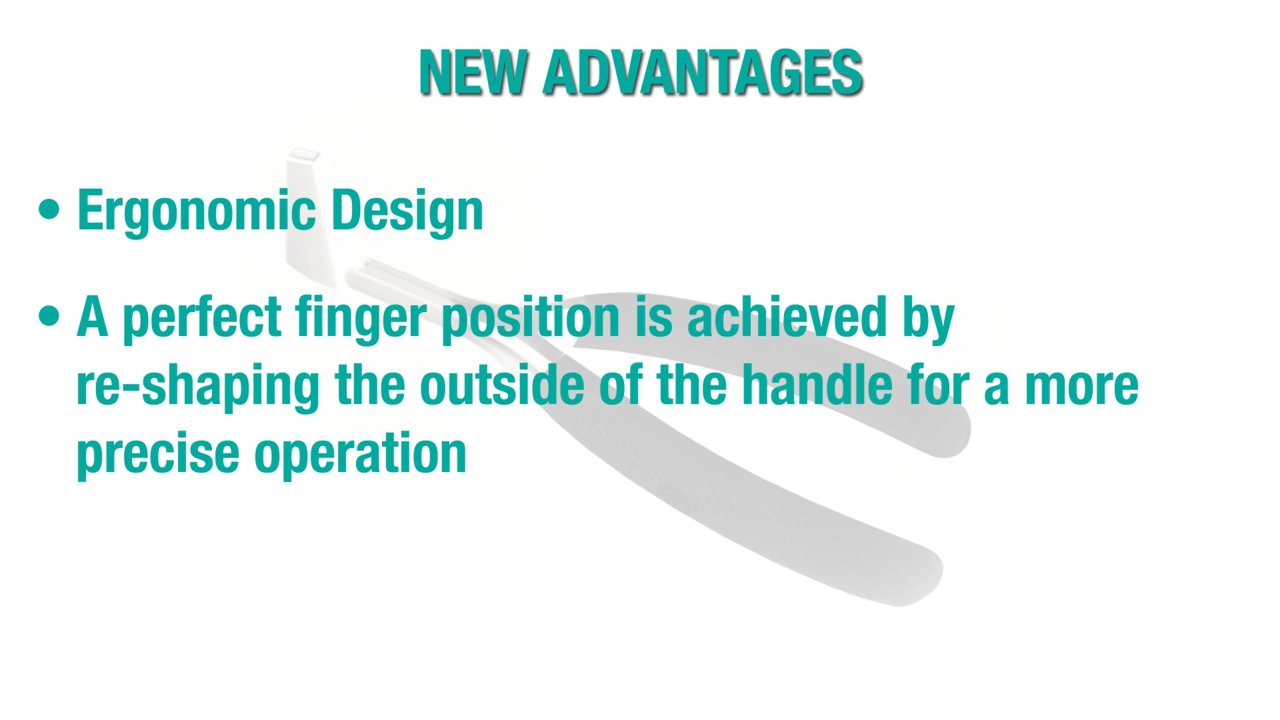 NEW ADVANTAGES
• Ergonomic Design
• A perfect finger position is achieved by
re-shaping the outside of the handle for a more
precise operation